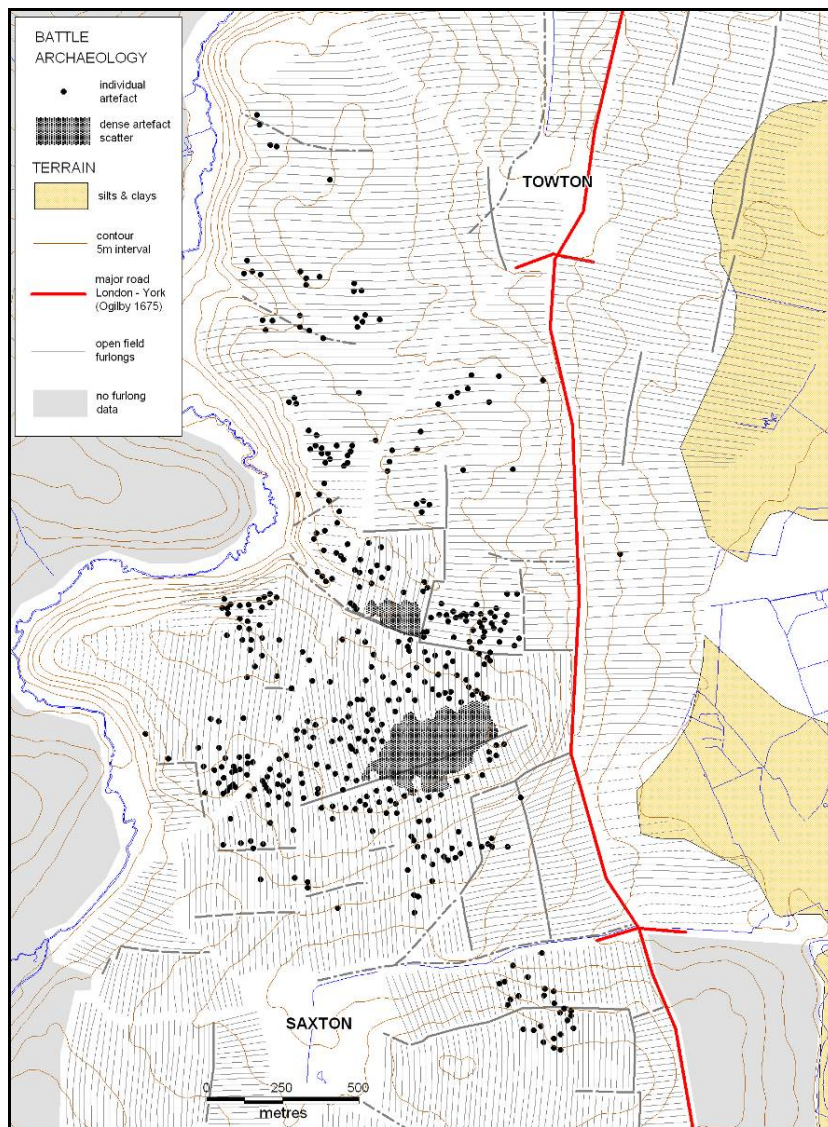 BATTLE
ARCHAEOLOGY
individual
artefact
dense artefact
scatter
TERRAIN
silts & clays
contour
5m interval
major road
London - York
(Ogilby 1675)
open field
furlongs
no furlong
data
TOWTON
SAXTON
0 250 500
metres